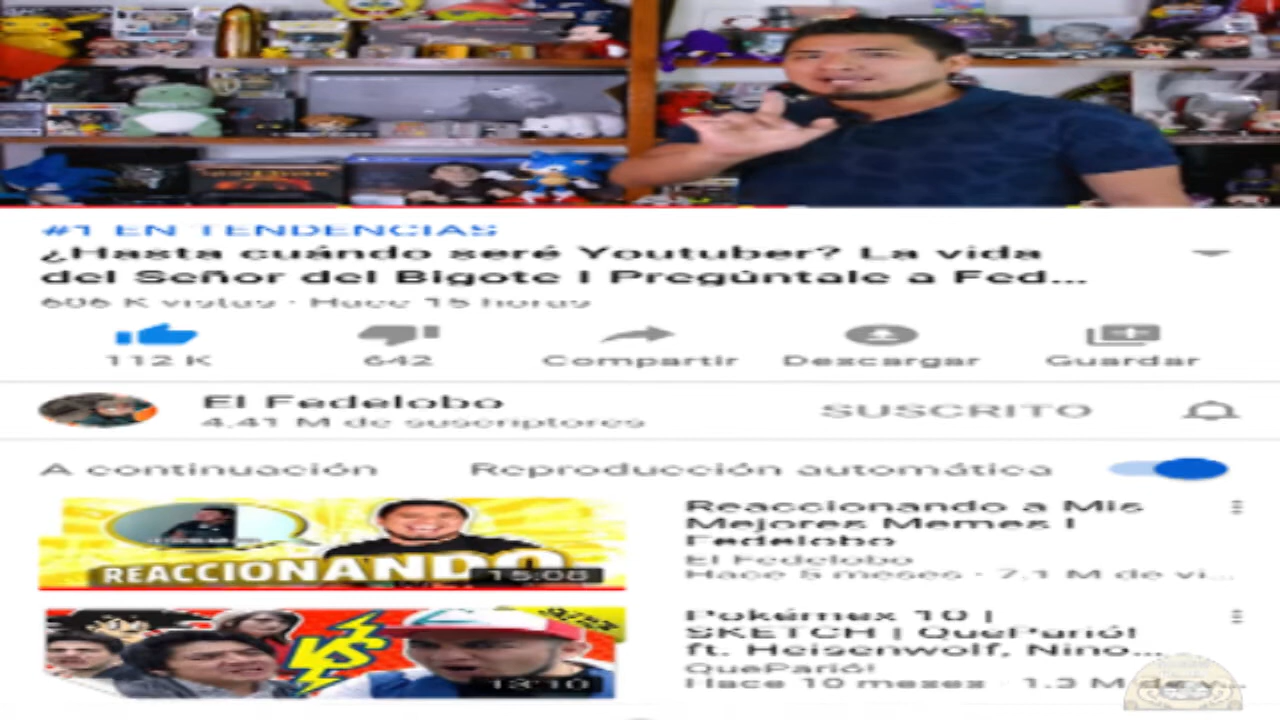 #1 EN TENDENCIAS
¿Hasta cuándo seré Youtuber? La vida
del Señor del Bigote | Pregúntale a Fed...
606 K vistas · Hace 15 horas
112 K
642
Compartir
Descargar
Guardar
El Fedelobo
4,41 M de suscriptores
SUSCRITO
A continuación
Reproducción automática
REACCIONANDO
15:08
Reaccionando a Mis
Mejores Memes |
Fedelobo
El Fedelobo
Hace 5 meses · 7,1 M de vi...
VS
13:10
Pokémex 10 |
SKETCH | QueParió!
ft. Heisenwolf, Nino...
QueParió!
Hace 10 meses · 1,3 M de v...